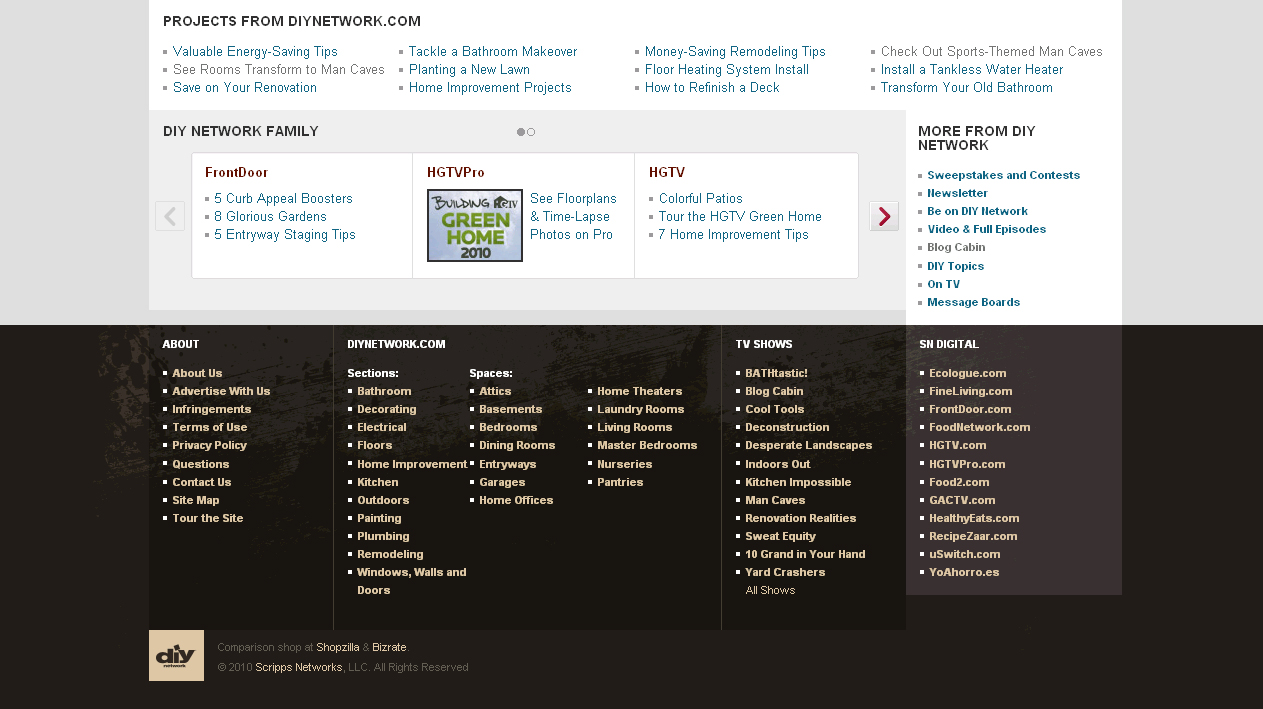 PROJECTS FROM DIYNETWORK.COM
Valuable Energy-Saving Tips
See Rooms Transform to Man Caves
Save on Your Renovation
Tackle a Bathroom Makeover
Planting a New Lawn
Home Improvement Projects
Money-Saving Remodeling Tips
Floor Heating System Install
How to Refinish a Deck
Check Out Sports-Themed Man Caves
Install a Tankless Water Heater
Transform Your Old Bathroom
DIY NETWORK FAMILY
FrontDoor
5 Curb Appeal Boosters
8 Glorious Gardens
5 Entryway Staging Tips
HGTVPro
BUILDING HGTV
GREEN
HOME
2010
See Floorplans
& Time-Lapse
Photos on Pro
HGTV
Colorful Patios
Tour the HGTV Green Home
7 Home Improvement Tips
MORE FROM DIY
NETWORK
Sweepstakes and Contests
Newsletter
Be on DIY Network
Video & Full Episodes
Blog Cabin
DIY Topics
On TV
Message Boards
ABOUT
About Us
Advertise With Us
Infringements
Terms of Use
Privacy Policy
Questions
Contact Us
Site Map
Tour the Site
DIYNETWORK.COM
Sections:
Bathroom
Decorating
Electrical
Floors
Home Improvement
Kitchen
Outdoors
Painting
Plumbing
Remodeling
Windows, Walls and
Doors
Spaces:
Attics
Basements
Bedrooms
Dining Rooms
Entryways
Garages
Home Offices
Home Theaters
Laundry Rooms
Living Rooms
Master Bedrooms
Nurseries
Pantries
TV SHOWS
BATHtastic!
Blog Cabin
Cool Tools
Deconstruction
Desperate Landscapes
Indoors Out
Kitchen Impossible
Man Caves
Renovation Realities
Sweat Equity
10 Grand in Your Hand
Yard Crashers
All Shows
SN DIGITAL
Ecologue.com
FineLiving.com
FrontDoor.com
FoodNetwork.com
HGTV.com
HGTVPro.com
Food2.com
GACTV.com
HealthyEats.com
RecipeZaar.com
uSwitch.com
YoAhorro.es
diy
network
Comparison shop at Shopzilla & Bizrate.
© 2010 Scripps Networks, LLC. All Rights Reserved